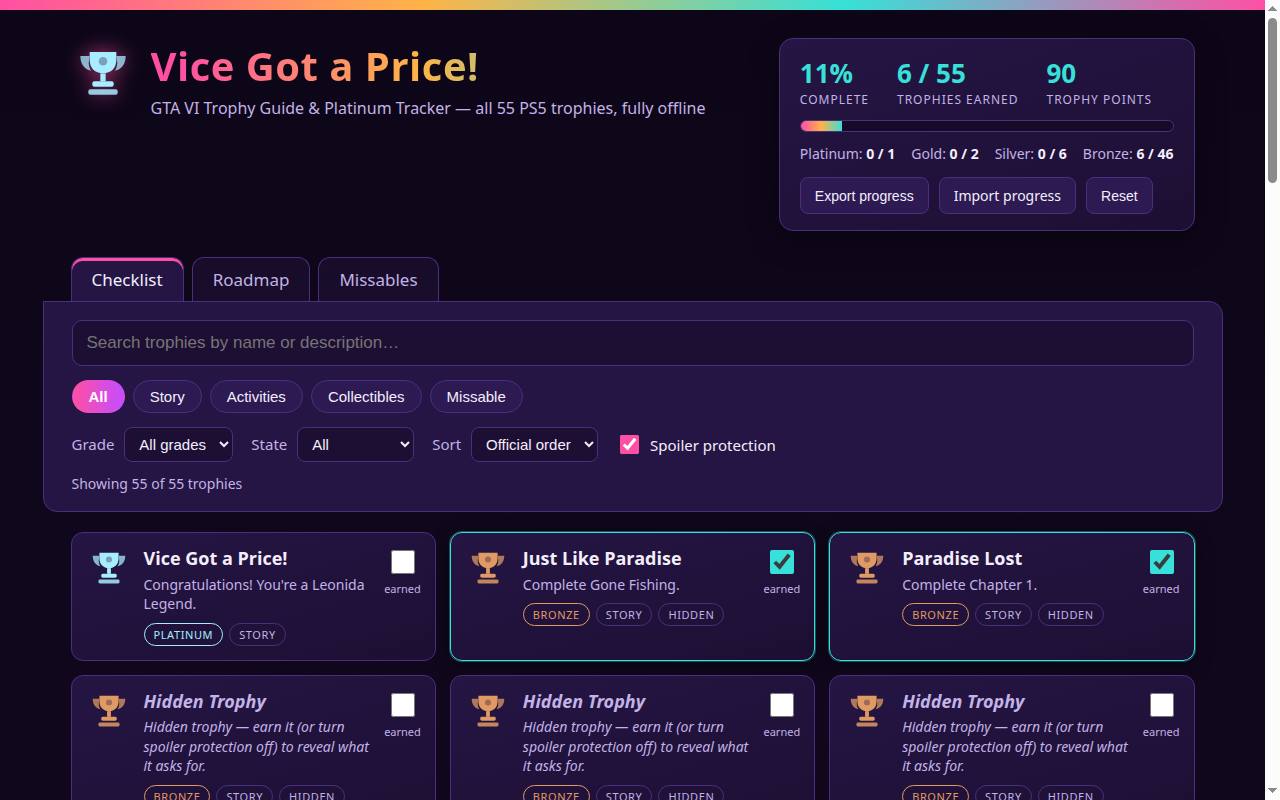 Vice Got a Price!
GTA VI Trophy Guide & Platinum Tracker — all 55 PS5 trophies, fully offline
11%
COMPLETE
6 / 55
TROPHIES EARNED
90
TROPHY POINTS
Platinum: 0 / 1 Gold: 0 / 2 Silver: 0 / 6 Bronze: 6 / 46
Export progress Import progress Reset
Checklist Roadmap Missables
Search trophies by name or description…
All Story Activities Collectibles Missable
Grade All grades State All Sort Official order Spoiler protection
Showing 55 of 55 trophies
Vice Got a Price!
Congratulations! You're a Leonida
Legend.
PLATINUM STORY
earned
Just Like Paradise
Complete Gone Fishing.
BRONZE STORY HIDDEN
earned
Paradise Lost
Complete Chapter 1.
BRONZE STORY HIDDEN
earned
Hidden Trophy
Hidden trophy — earn it (or turn
spoiler protection off) to reveal what
it asks for.
BRONZE STORY HIDDEN
earned
Hidden Trophy
Hidden trophy — earn it (or turn
spoiler protection off) to reveal what
it asks for.
BRONZE STORY HIDDEN
earned
Hidden Trophy
Hidden trophy — earn it (or turn
spoiler protection off) to reveal what
it asks for.
BRONZE STORY HIDDEN
earned